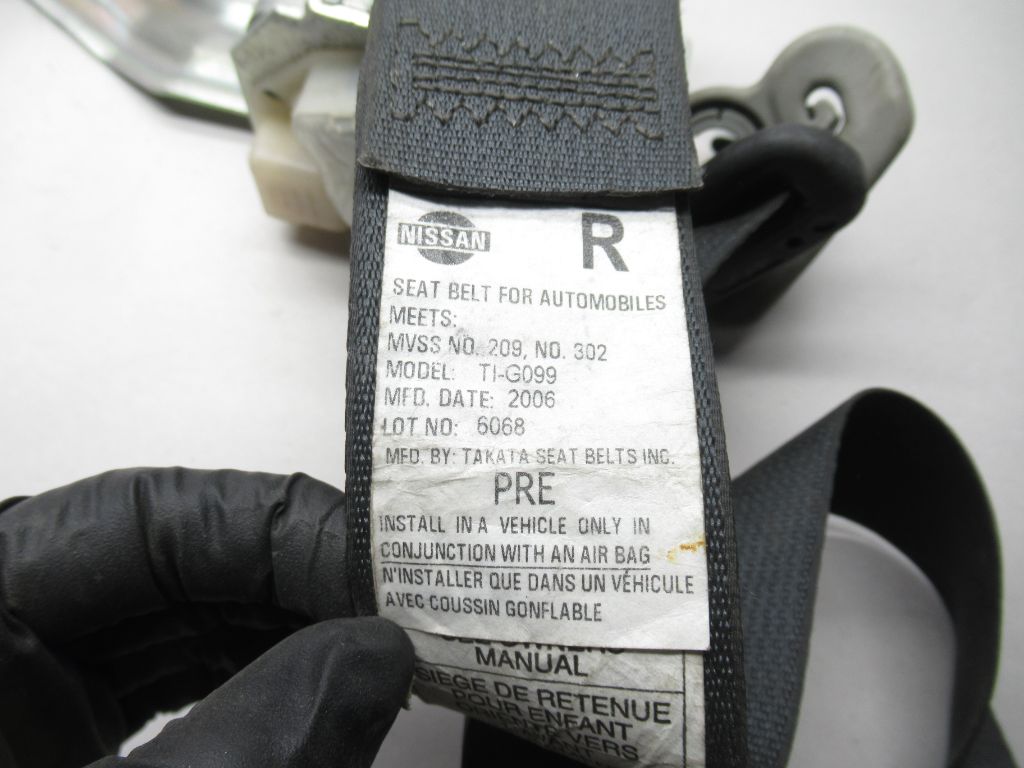 NISSAN R
SEAT BELT FOR AUTOMOBILES
MEETS:
MVSS NO. 209, NO. 302
MODEL: TI-G099
MFD. DATE: 2006
LOT NO: 6068
MFD. BY: TAKATA SEAT BELTS INC.
PRE
INSTALL IN A VEHICLE ONLY IN
CONJUNCTION WITH AN AIR BAG
N'INSTALLER QUE DANS UN VÉHICULE
AVEC COUSSIN GONFLABLE
MANUAL
SIEGE DE RETENUE
POUR ENFANT
VERS